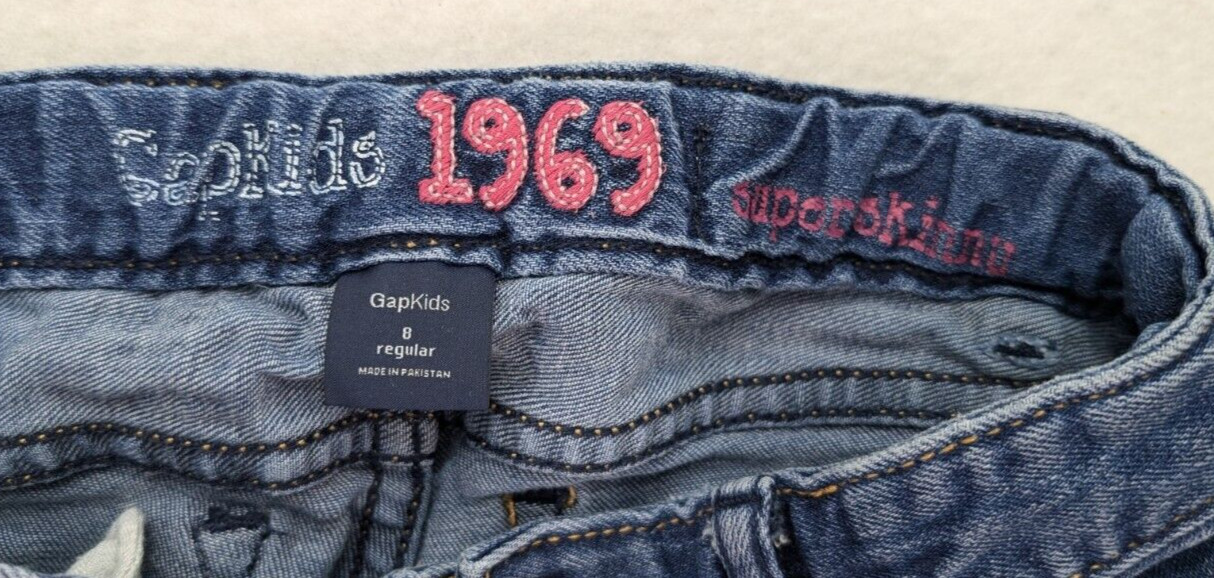 GapKids 1969 superskinny
GapKids
8
regular
MADE IN PAKISTAN